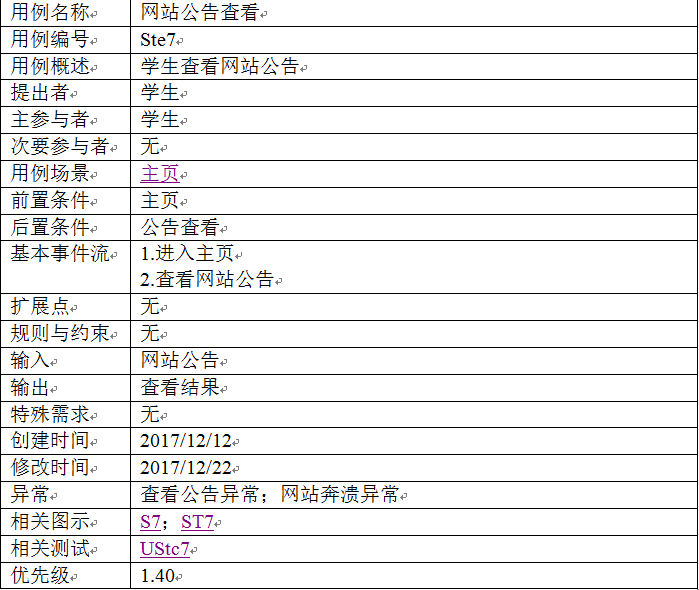 用例名称 网站公告查看
用例编号 Ste7
用例概述 学生查看网站公告
提出者 学生
主参与者 学生
次要参与者 无
用例场景 主页
前置条件 主页
后置条件 公告查看
基本事件流 1.进入主页
2.查看网站公告
扩展点 无
规则与约束 无
输入 网站公告
输出 查看结果
特殊需求 无
创建时间 2017/12/12
修改时间 2017/12/22
异常 查看公告异常；网站奔溃异常
相关图示 S7；ST7
相关测试 UStc7
优先级 1.40